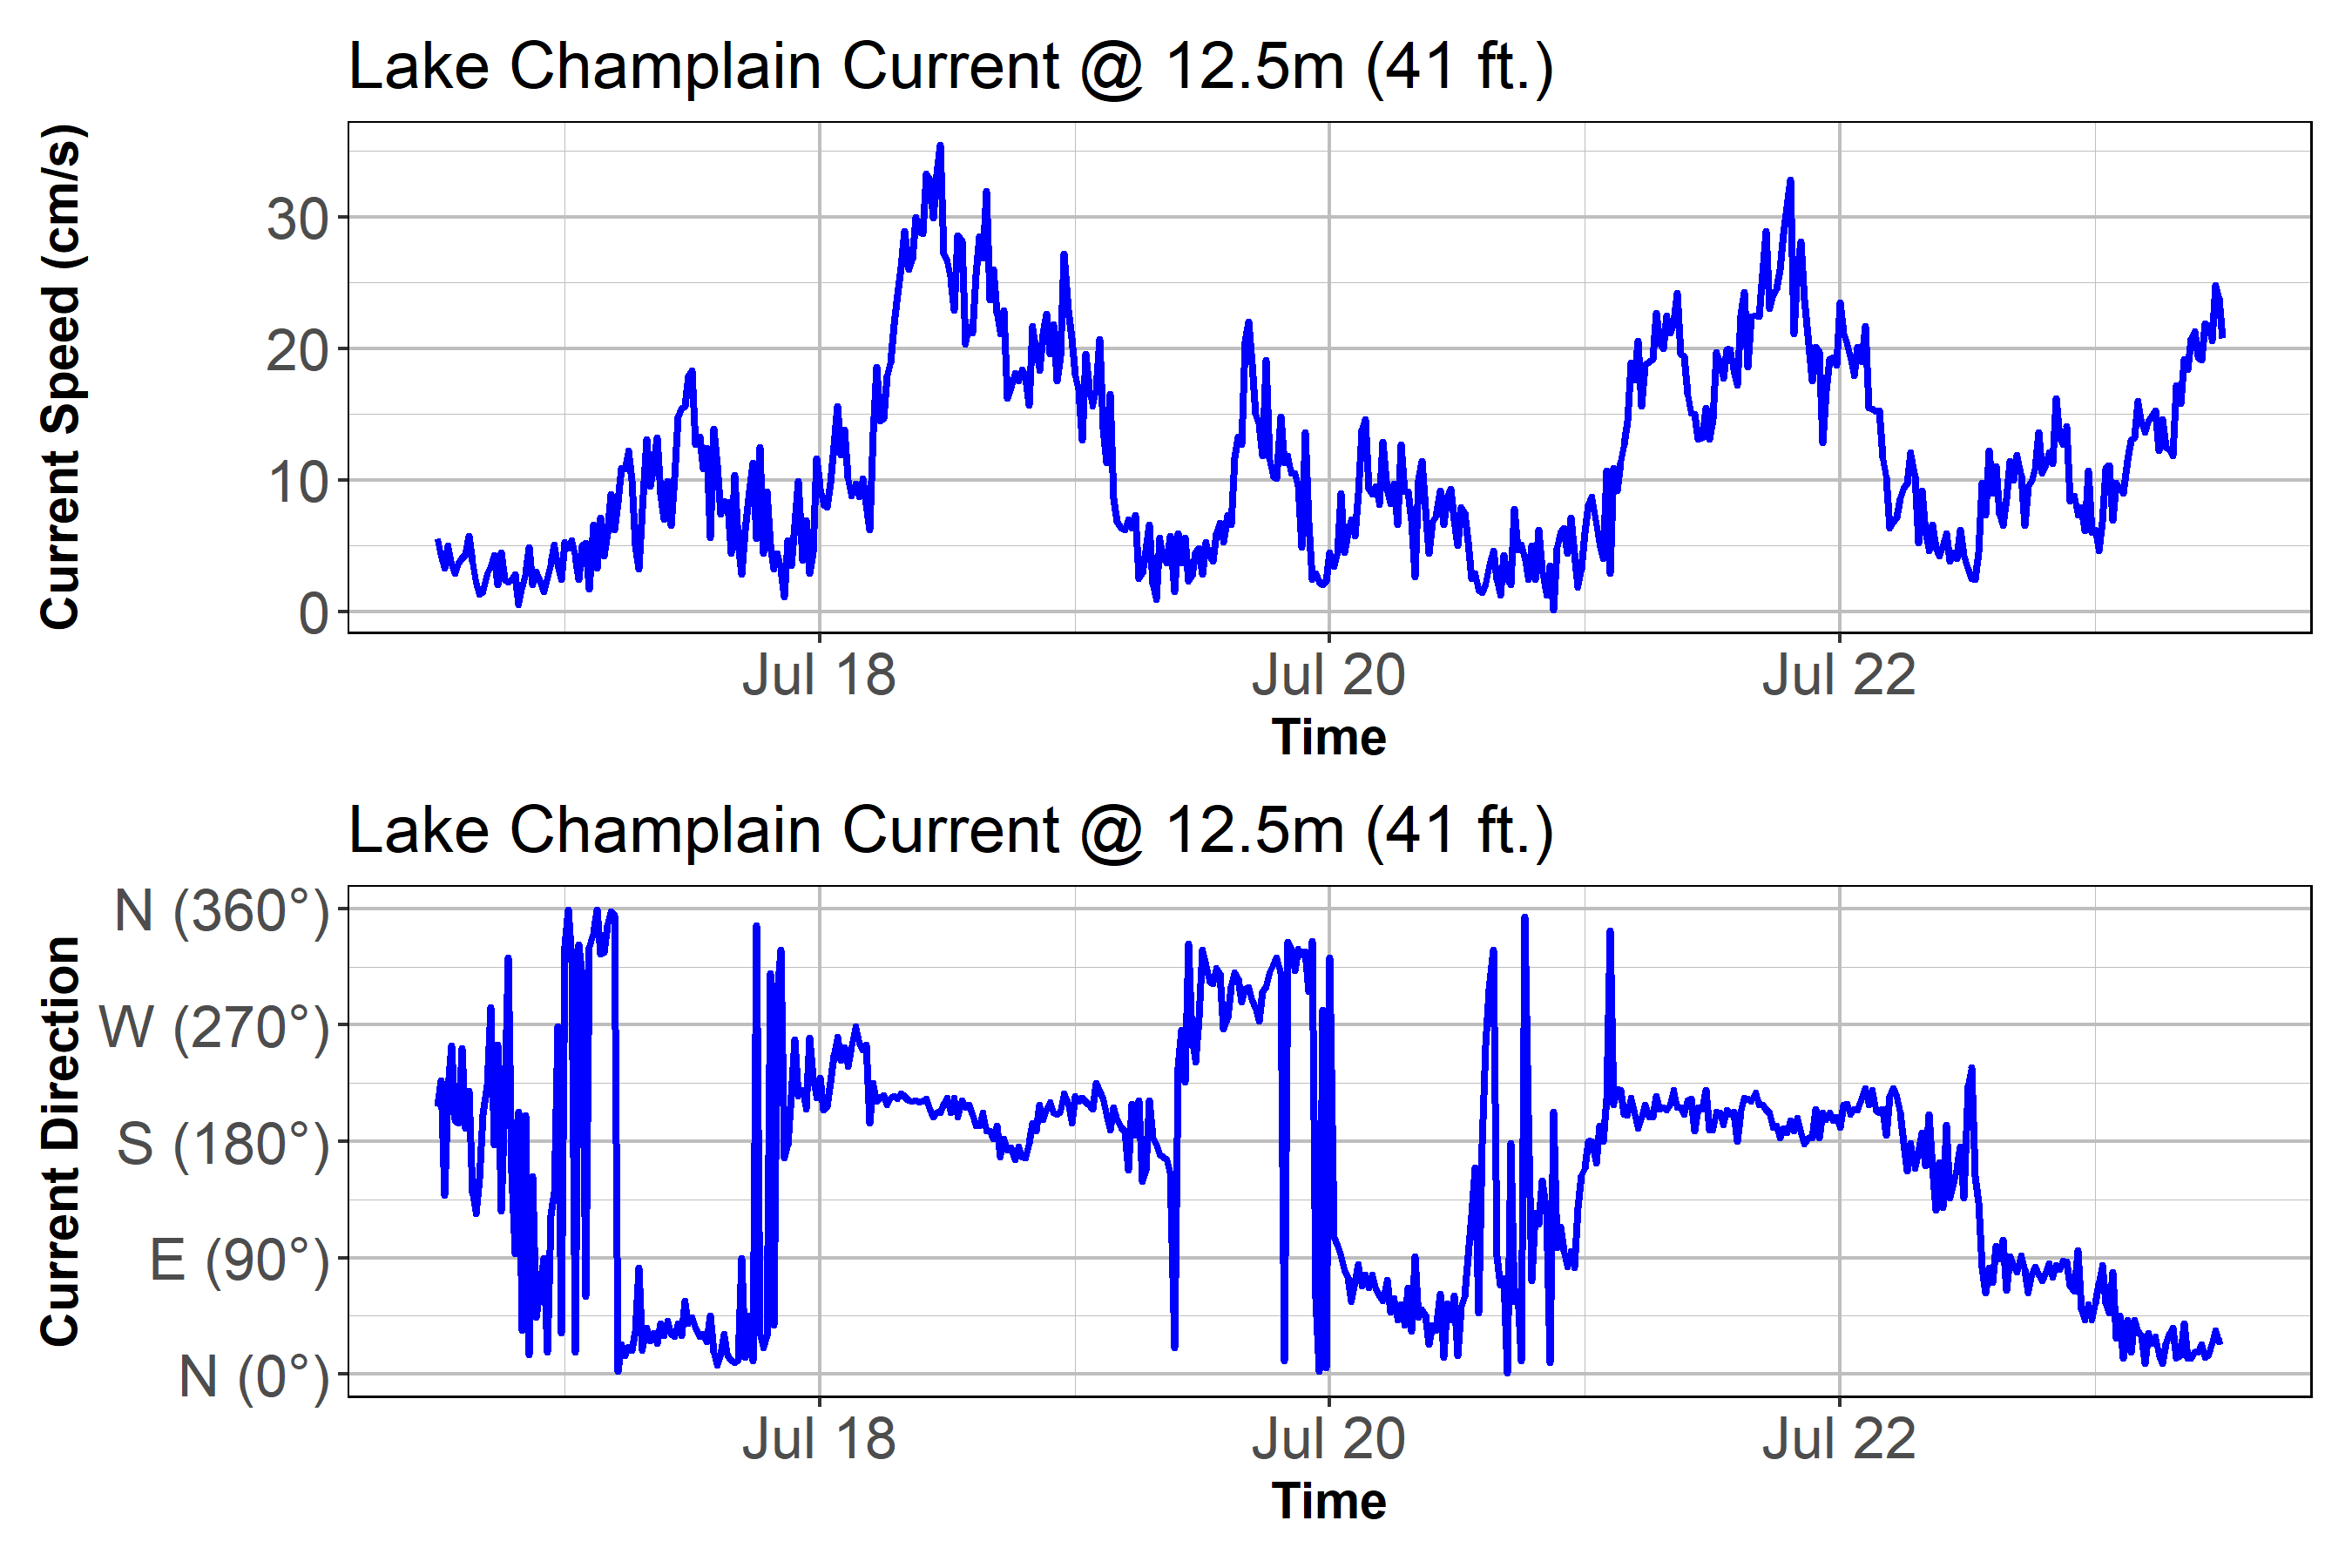 Lake Champlain Current @ 12.5m (41 ft.)
Current Speed (cm/s)
30
20
10
0
Jul 18 Jul 20 Jul 22
Time
Lake Champlain Current @ 12.5m (41 ft.)
Current Direction
N (360°)
W (270°)
S (180°)
E (90°)
N (0°)
Jul 18 Jul 20 Jul 22
Time